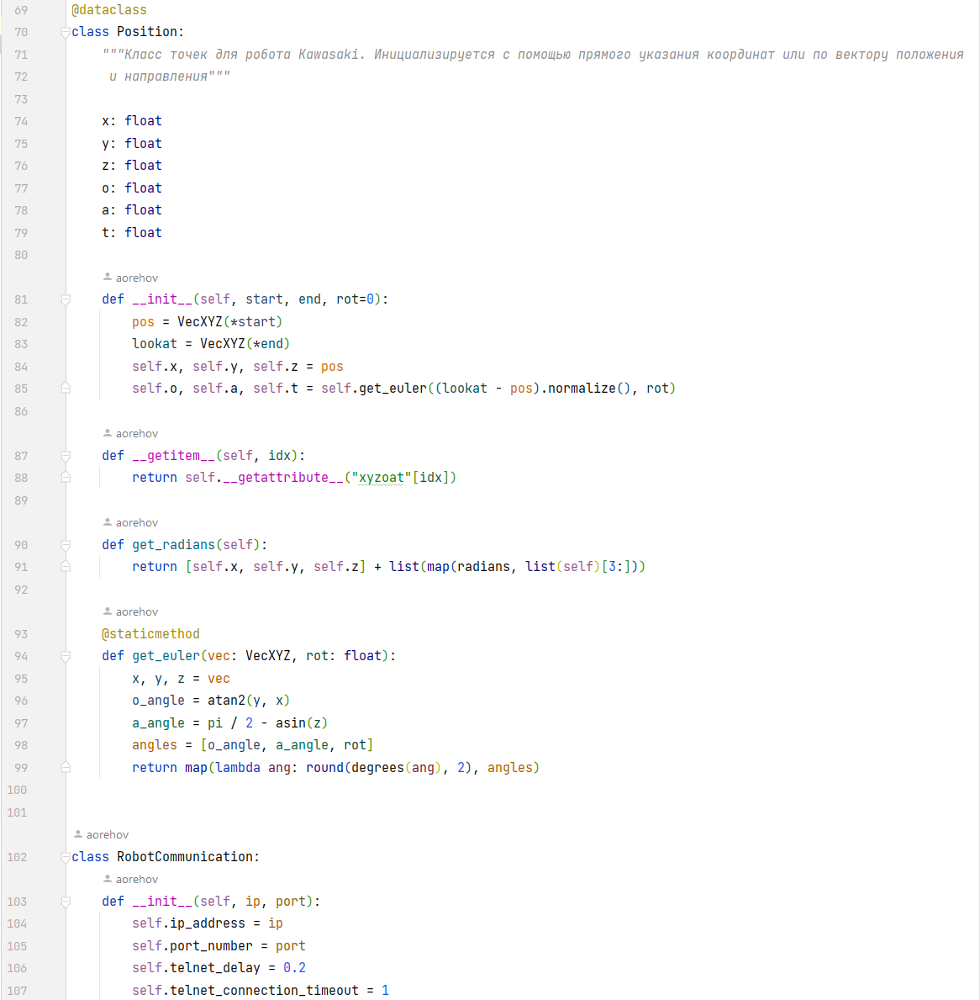 69 @dataclass
70 class Position:
71 """Класс точек для робота Kawasaki. Инициализируется с помощью прямого указания координат или по вектору положения
72 и направления"""
73
74 x: float
75 y: float
76 z: float
77 o: float
78 a: float
79 t: float
80
aorehov
81 def __init__(self, start, end, rot=0):
82 pos = VecXYZ(*start)
83 lookat = VecXYZ(*end)
84 self.x, self.y, self.z = pos
85 self.o, self.a, self.t = self.get_euler((lookat - pos).normalize(), rot)
86
aorehov
87 def __getitem__(self, idx):
88 return self.__getattribute__("xyzoat"[idx])
89
aorehov
90 def get_radians(self):
91 return [self.x, self.y, self.z] + list(map(radians, list(self)[3:]))
92
aorehov
93 @staticmethod
94 def get_euler(vec: VecXYZ, rot: float):
95 x, y, z = vec
96 o_angle = atan2(y, x)
97 a_angle = pi / 2 - asin(z)
98 angles = [o_angle, a_angle, rot]
99 return map(lambda ang: round(degrees(ang), 2), angles)
100
101
aorehov
102 class RobotCommunication:
aorehov
103 def __init__(self, ip, port):
104 self.ip_address = ip
105 self.port_number = port
106 self.telnet_delay = 0.2
107 self.telnet_connection_timeout = 1